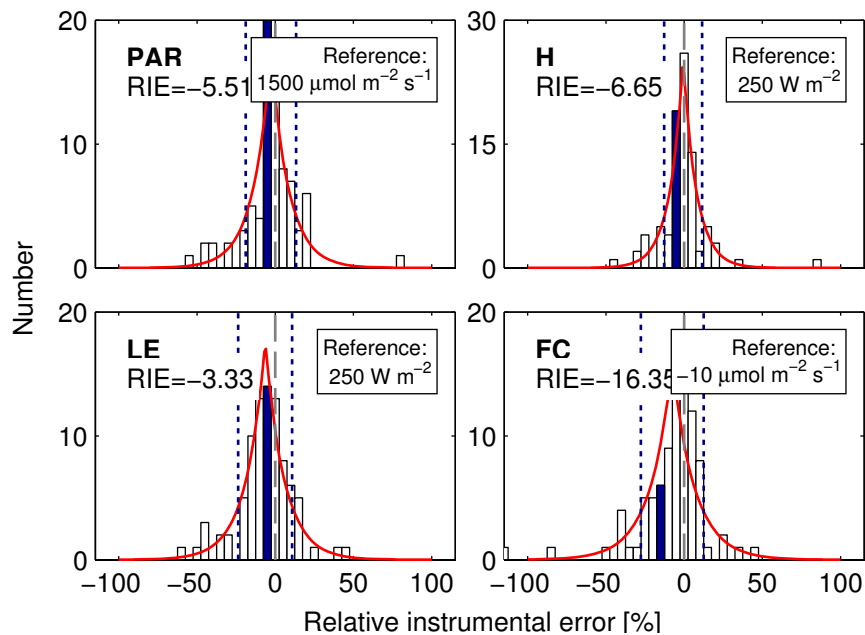 20
10
0
PAR
RIE=−5.51
Reference:
1500 μmol m−2 s−1
30
15
0
H
RIE=−6.65
Reference:
250 W m−2
Number
20
10
0
LE
RIE=−3.33
Reference:
250 W m−2
−100
−50
0
50
100
20
10
0
FC
RIE=−16.35
Reference:
−10 μmol m−2 s−1
−100
−50
0
50
100
Relative instrumental error [%]